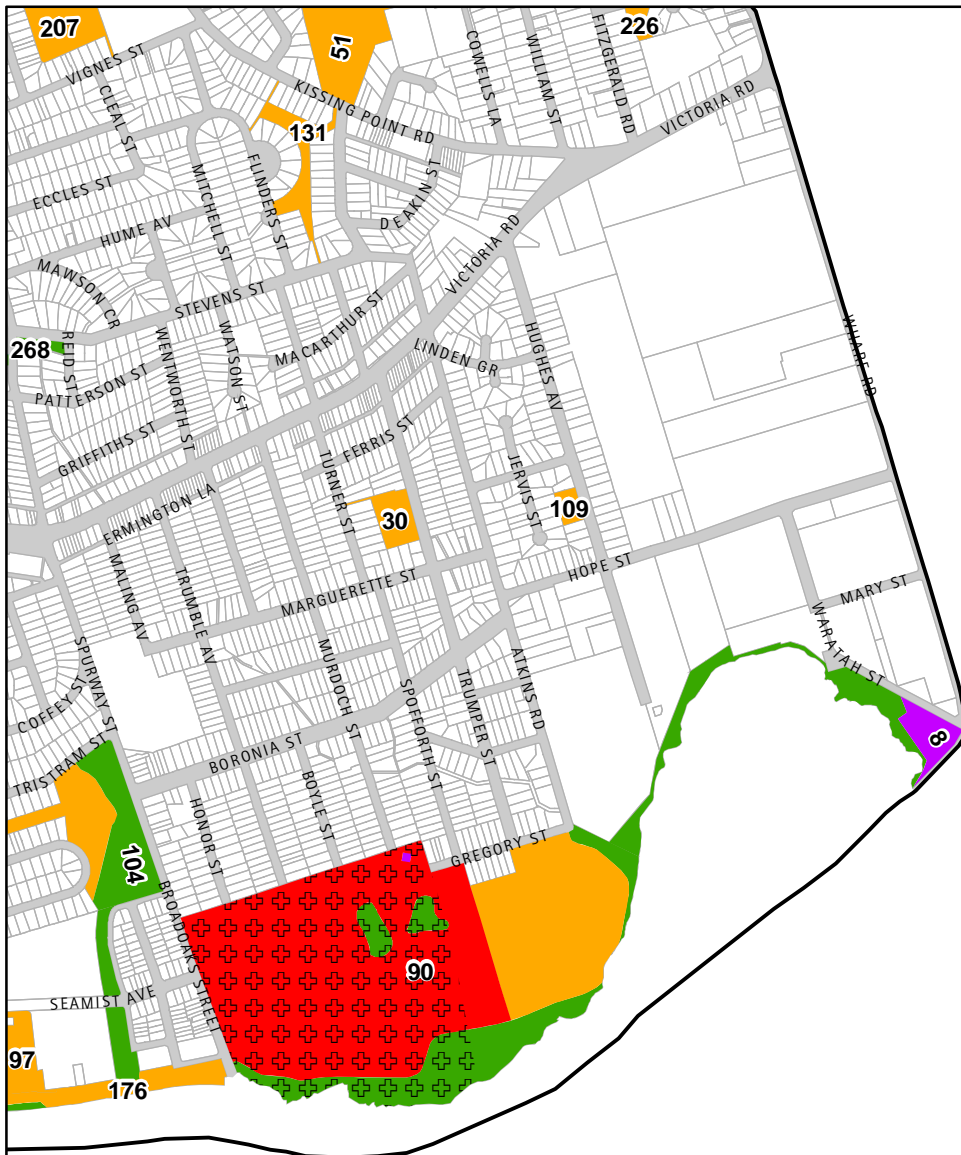 207
51
226
VIGNES ST
CLEAL ST
COWELLS LA
WILLIAM ST
FITZGERALD RD
KISSING POINT RD
VICTORIA RD
131
ECCLES ST
MITCHELL ST
FLINDERS ST
DEAKIN ST
HUME AV
MAWSON CR
STEVENS ST
VICTORIA RD
268
REID ST
PATTERSON ST
WENTWORTH ST
WATSON ST
MACARTHUR ST
LINDEN GR
HUGHES AV
WHARF RD
GRIFFITHS ST
FERRIS ST
ERMINGTON LA
TURNER ST
30
JERVIS ST
109
MALING AV
TRUMBLE AV
MARGUERETTE ST
HOPE ST
MARY ST
WARATAH ST
SPURWAY ST
COFFEY ST
MURDOCH ST
SPOFFORTH ST
TRUMPER ST
ATKINS RD
TRISTRAM ST
BORONIA ST
8
HONOR ST
BOYLE ST
GREGORY ST
104
BROADOAKS STREET
90
SEAMIST AVE
97
176